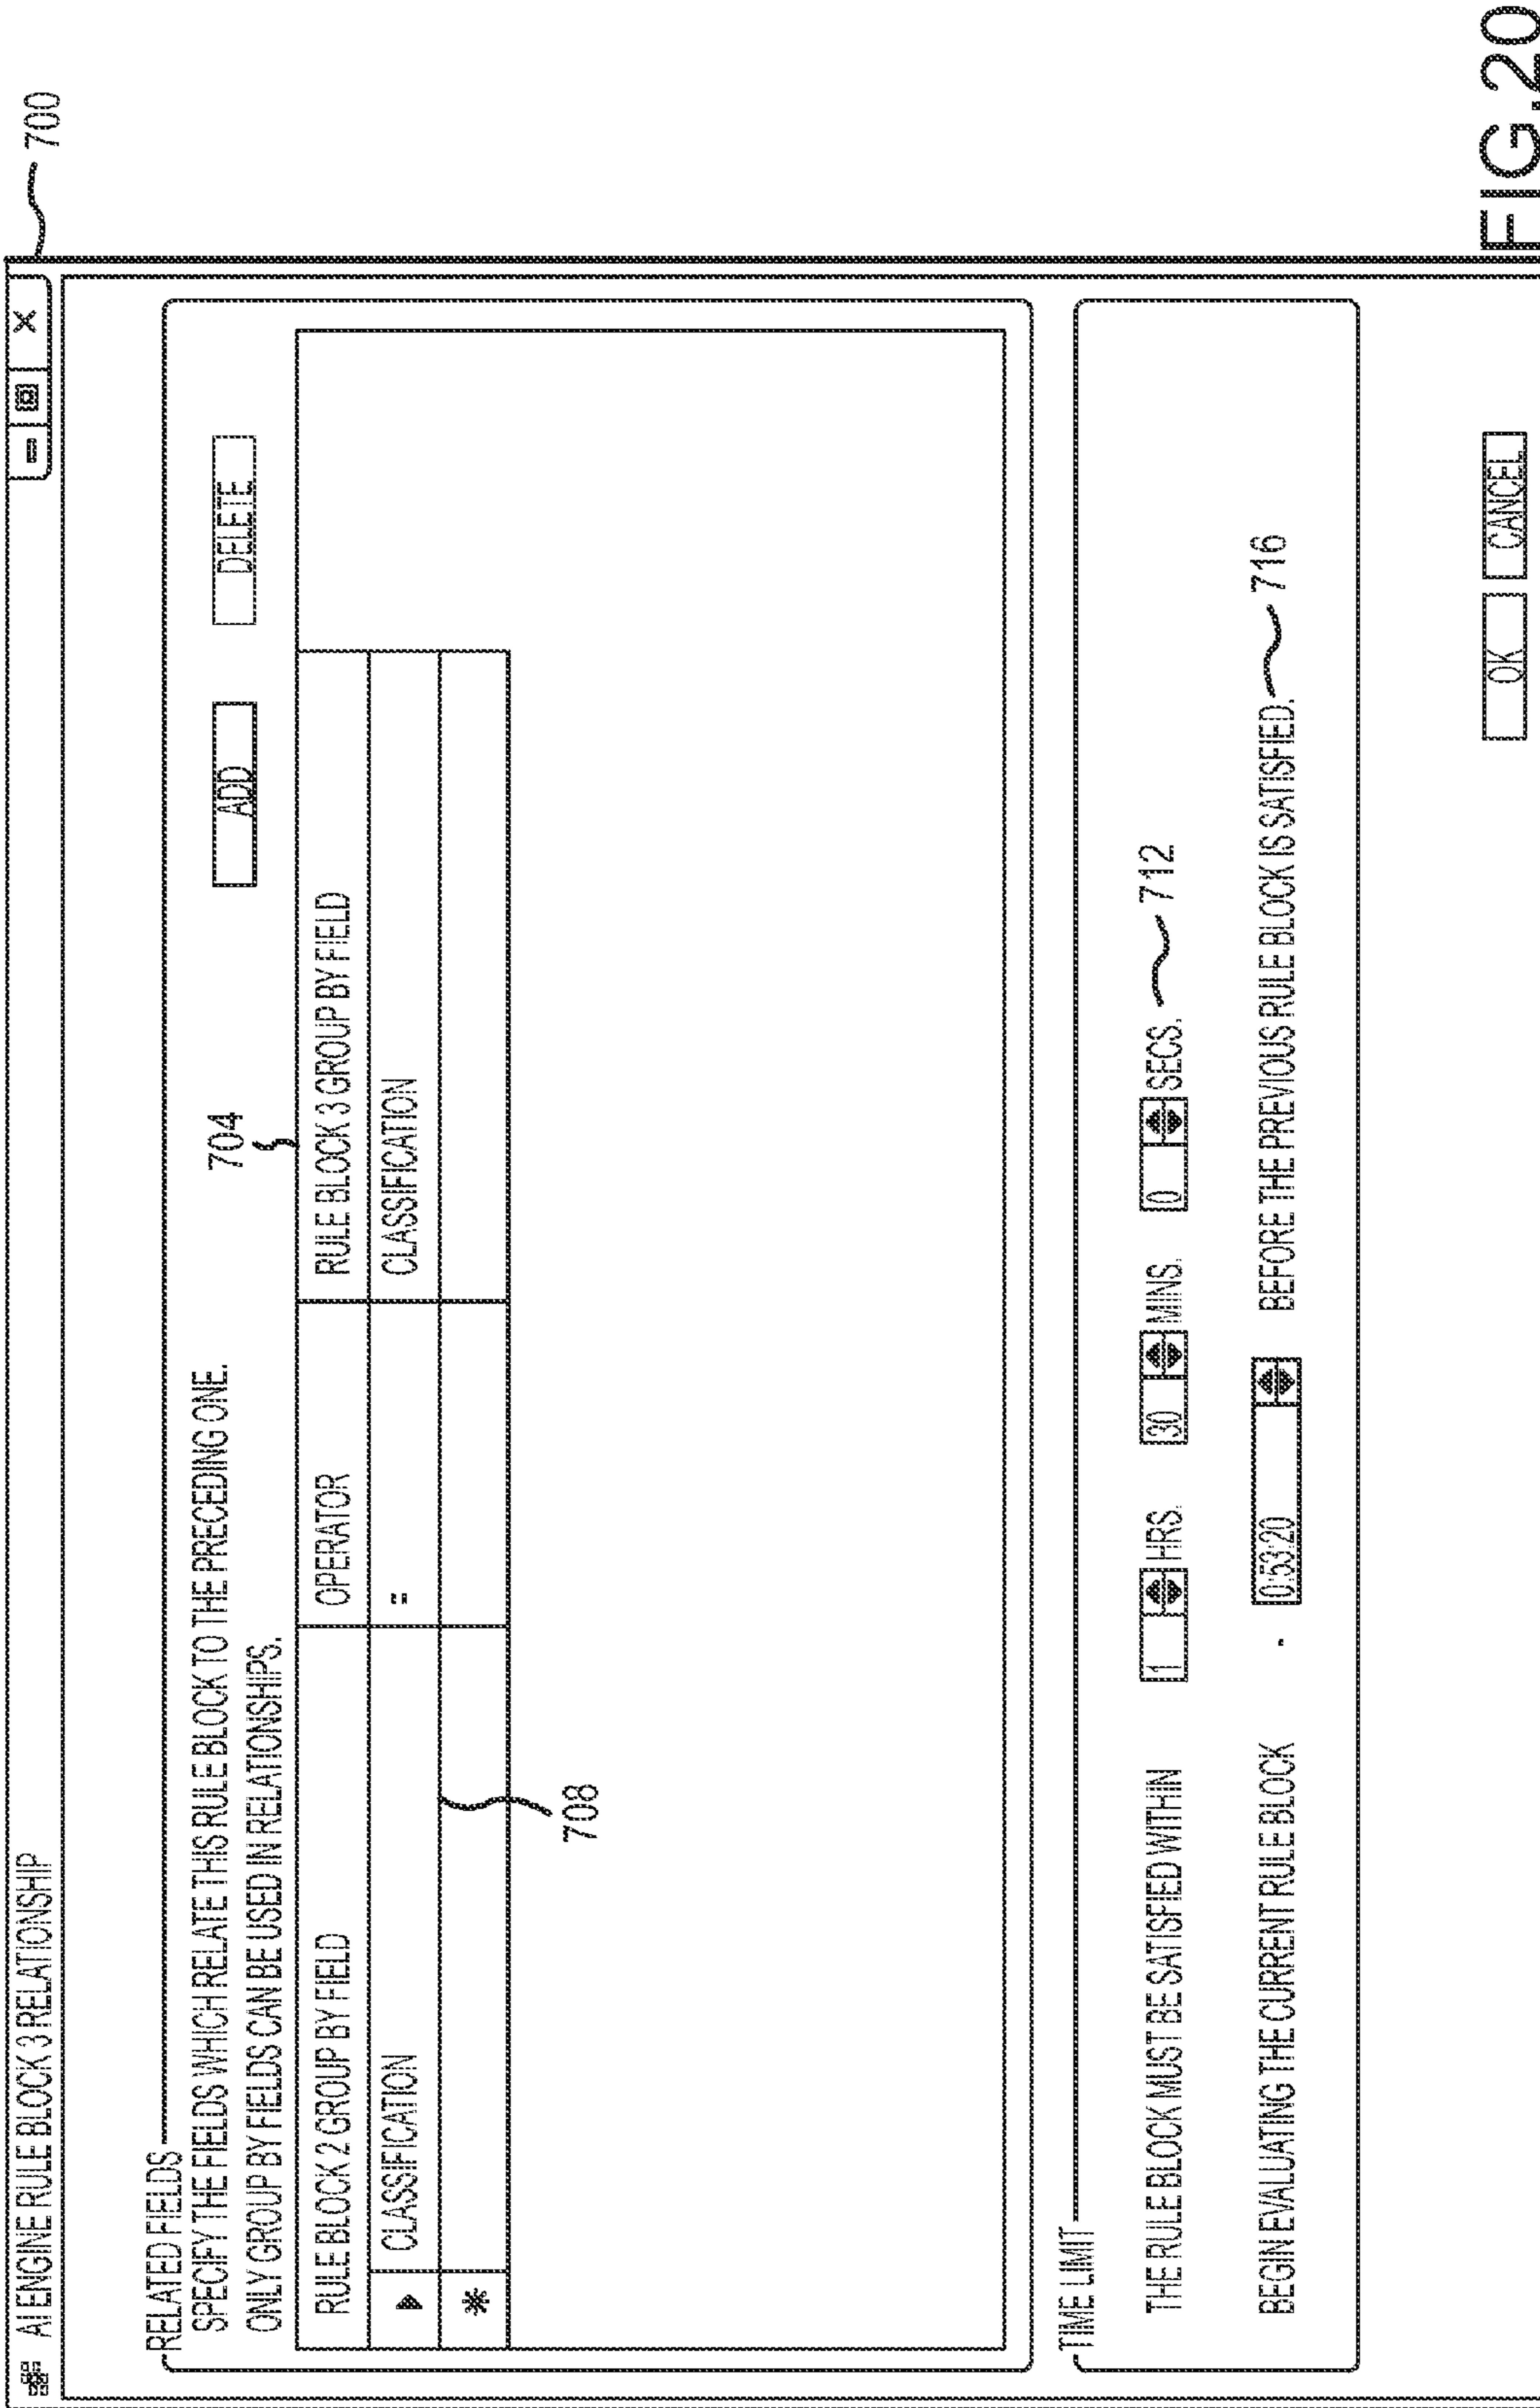 AI ENGINE RULE BLOCK 3 RELATIONSHIP
700
RELATED FIELDS
SPECIFY THE FIELDS WHICH RELATE THIS RULE BLOCK TO THE PRECEDING ONE.
ONLY GROUP BY FIELDS CAN BE USED IN RELATIONSHIPS.
704
ADD DELETE
RULE BLOCK 2 GROUP BY FIELD OPERATOR RULE BLOCK 3 GROUP BY FIELD
CLASSIFICATION = CLASSIFICATION
*
708
TIME LIMIT
THE RULE BLOCK MUST BE SATISFIED WITHIN 1 HRS. 30 MINS. 0 SECS. 712
BEGIN EVALUATING THE CURRENT RULE BLOCK - 0:53:20 BEFORE THE PREVIOUS RULE BLOCK IS SATISFIED. 716
OK CANCEL
FIG.20